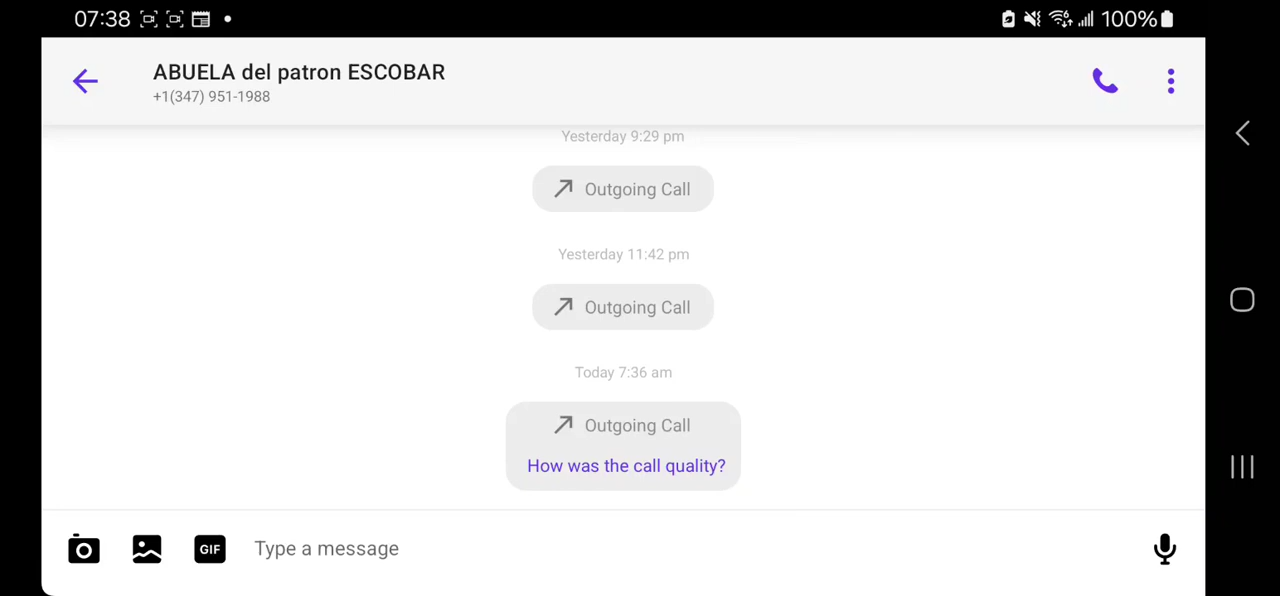 07:38
100%
ABUELA del patron ESCOBAR
+1(347) 951-1988
Yesterday 9:29 pm
Outgoing Call
Yesterday 11:42 pm
Outgoing Call
Today 7:36 am
Outgoing Call
How was the call quality?
GIF
Type a message